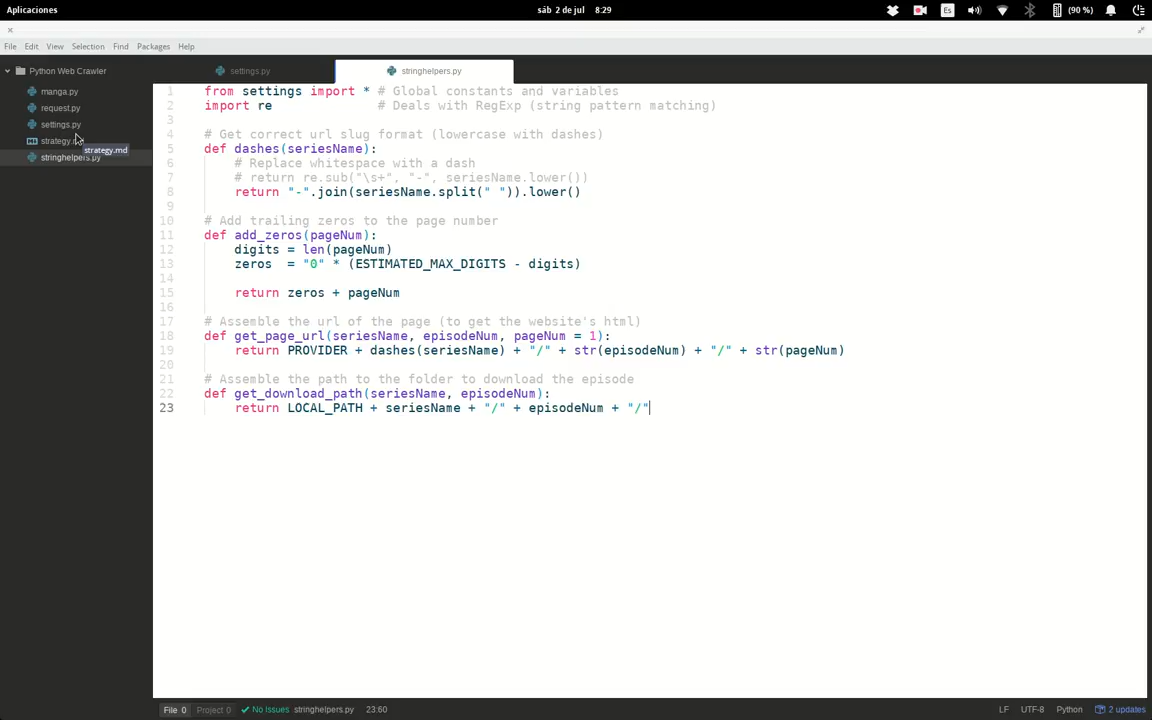 Aplicaciones
sáb 2 de jul 8:29
Es
(90 %)
File Edit View Selection Find Packages Help
Python Web Crawler
manga.py
request.py
settings.py
strategy.m
strategy.md
stringhelpers.py
settings.py
stringhelpers.py
1 from settings import * # Global constants and variables
2 import re # Deals with RegExp (string pattern matching)
3
4 # Get correct url slug format (lowercase with dashes)
5 def dashes(seriesName):
6 # Replace whitespace with a dash
7 # return re.sub("\s+", "-", seriesName.lower())
8 return "-".join(seriesName.split(" ")).lower()
9
10 # Add trailing zeros to the page number
11 def add_zeros(pageNum):
12 digits = len(pageNum)
13 zeros = "0" * (ESTIMATED_MAX_DIGITS - digits)
14
15 return zeros + pageNum
16
17 # Assemble the url of the page (to get the website's html)
18 def get_page_url(seriesName, episodeNum, pageNum = 1):
19 return PROVIDER + dashes(seriesName) + "/" + str(episodeNum) + "/" + str(pageNum)
20
21 # Assemble the path to the folder to download the episode
22 def get_download_path(seriesName, episodeNum):
23 return LOCAL_PATH + seriesName + "/" + episodeNum + "/"
File 0 Project 0 No Issues stringhelpers.py 23:60
LF UTF-8 Python 2 updates